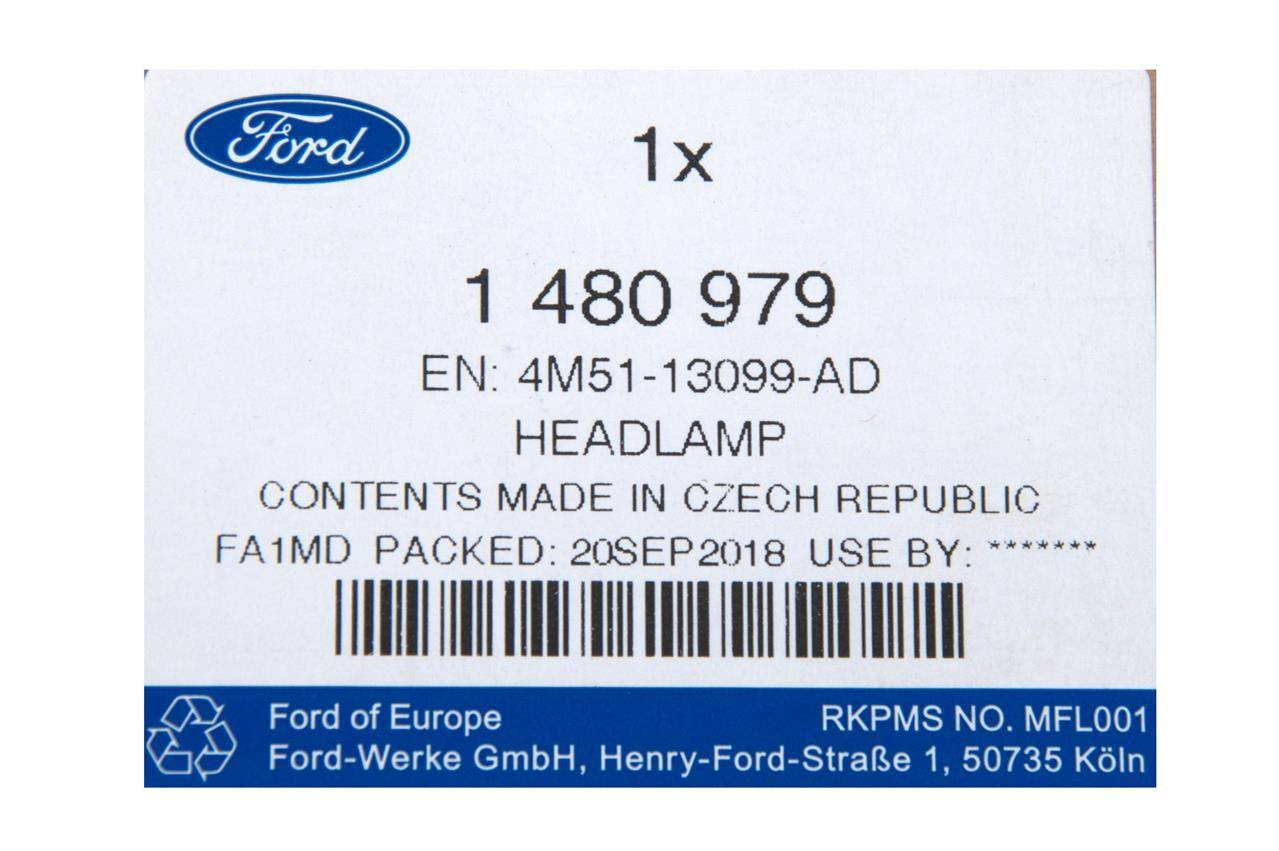 Ford
1x
1 480 979
EN: 4M51-13099-AD
HEADLAMP
CONTENTS MADE IN CZECH REPUBLIC
FA1MD PACKED: 20SEP2018 USE BY: *******
Ford of Europe
RKPMS NO. MFL001
Ford-Werke GmbH, Henry-Ford-Straße 1, 50735 Köln